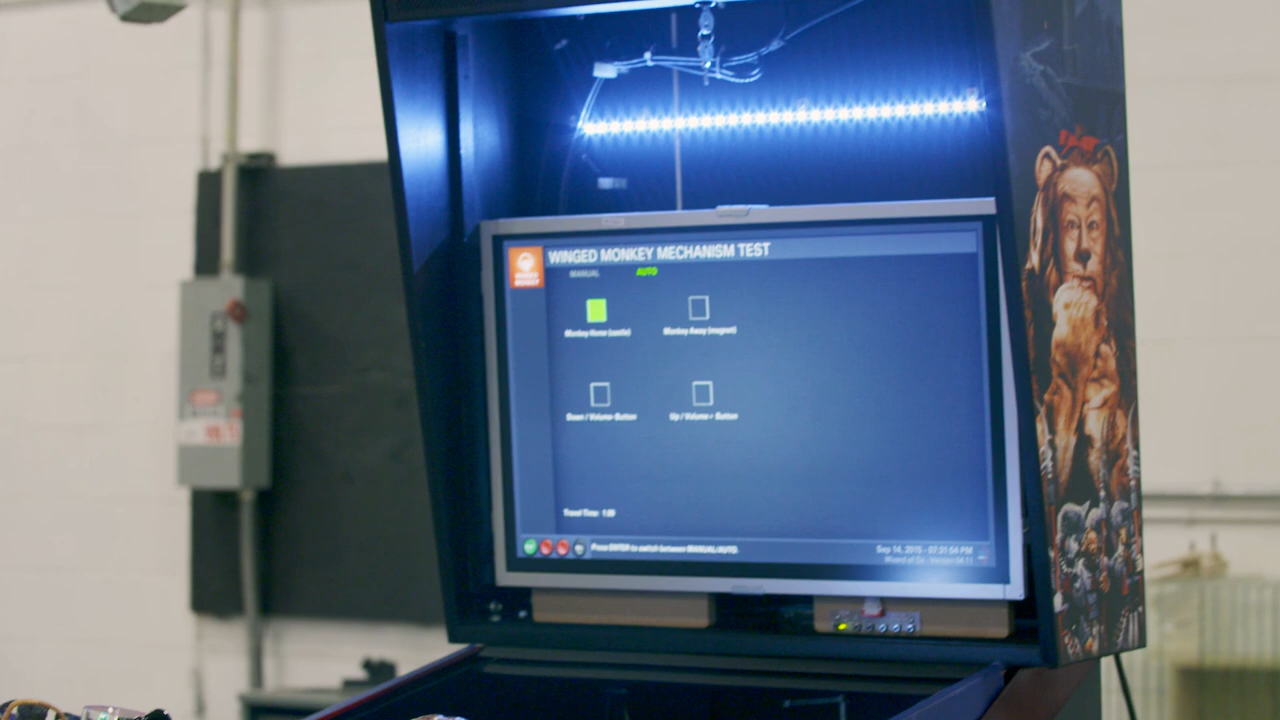 WINGED MONKEY MECHANISM TEST
MANUAL AUTO
Monkey Home (castle) Monkey Away (magnet)
Down / Volume- Button Up / Volume+ Button
Travel Time: 1.00
Press ENTER to switch between MANUAL/AUTO.
Sep 14, 2015 - 07:31:54 PM